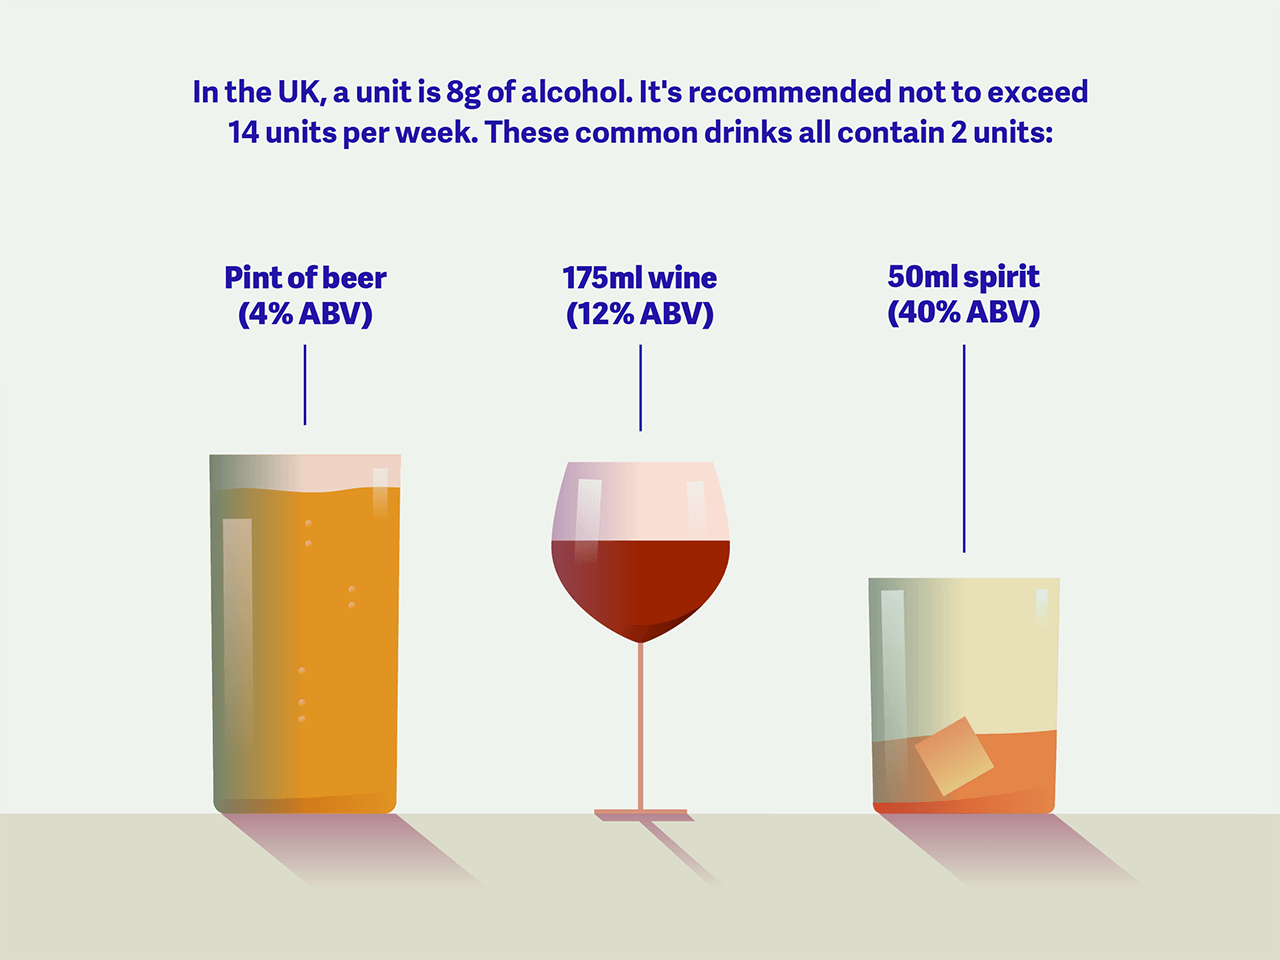 In the UK, a unit is 8g of alcohol. It's recommended not to exceed
14 units per week. These common drinks all contain 2 units:
Pint of beer
(4% ABV)
175ml wine
(12% ABV)
50ml spirit
(40% ABV)